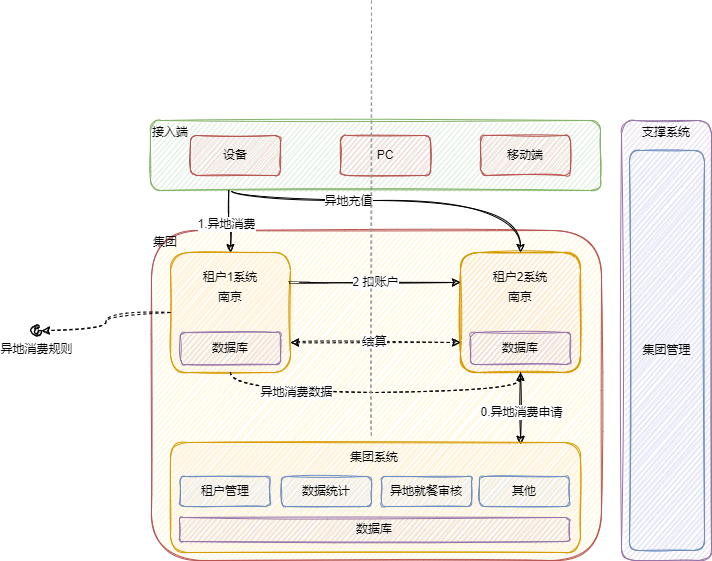 接入端
支撑系统
设备
PC
移动端
异地充值
1.异地消费
集团
租户1系统
南京
2 扣账户
租户2系统
南京
异地消费规则
数据库
结算
数据库
集团管理
异地消费数据
0.异地消费申请
集团系统
租户管理
数据统计
异地就餐审核
其他
数据库